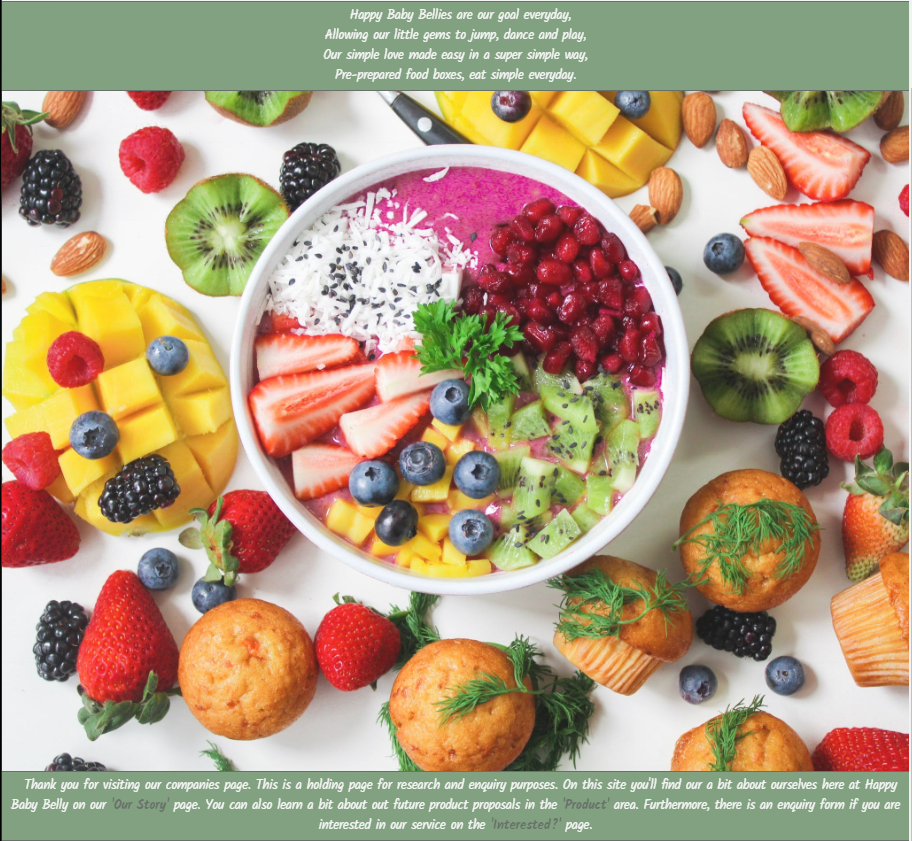 Happy Baby Bellies are our goal everyday,
Allowing our little gems to jump, dance and play,
Our simple love made easy in a super simple way,
Pre-prepared food boxes, eat simple everyday.
Thank you for visiting our companies page. This is a holding page for research and enquiry purposes. On this site you'll find our a bit about ourselves here at Happy
Baby Belly on our 'Our Story' page. You can also learn a bit about out future product proposals in the 'Product' area. Furthermore, there is an enquiry form if you are
interested in our service on the 'Interested?' page.